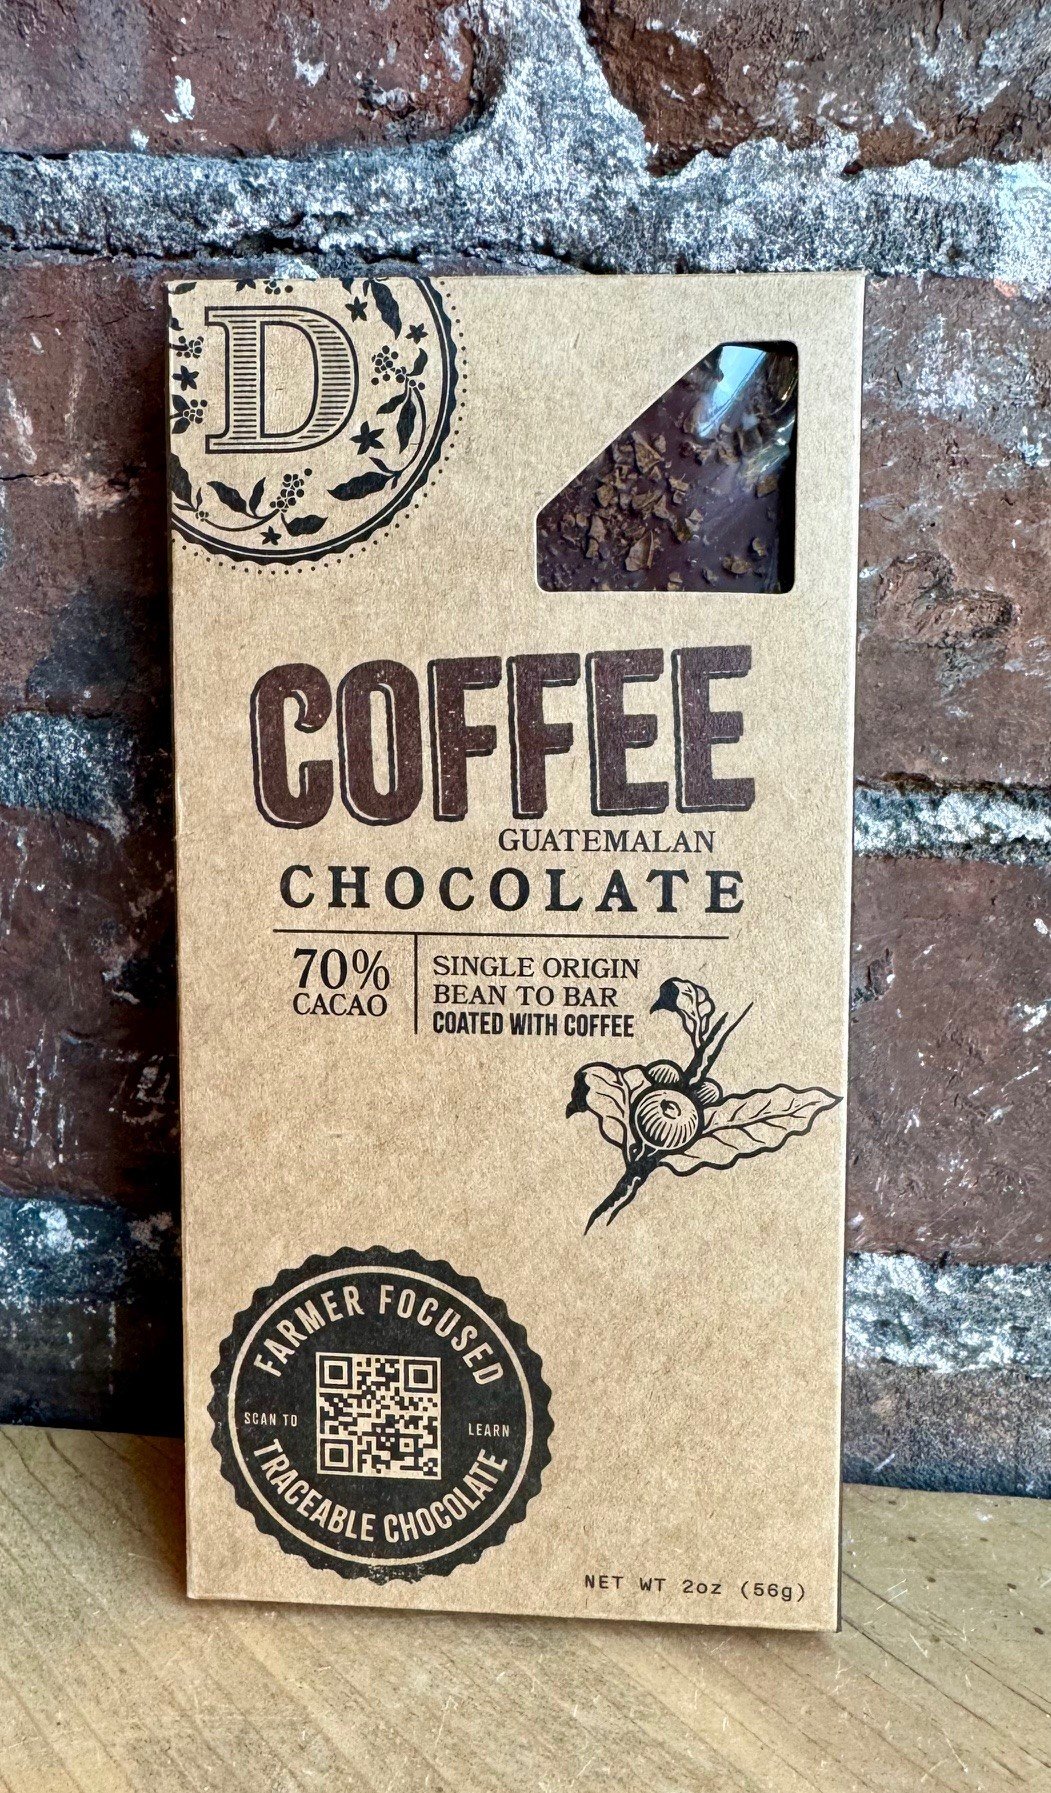 D
COFFEE
GUATEMALAN
CHOCOLATE
70%
CACAO
SINGLE ORIGIN
BEAN TO BAR
COATED WITH COFFEE
FARMER FOCUSED
SCAN TO
LEARN
TRACEABLE CHOCOLATE
NET WT 2oz (56g)